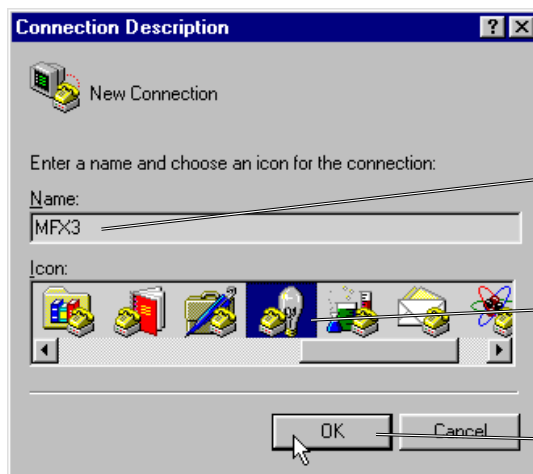 Connection Description
New Connection
Enter a name and choose an icon for the connection:
Name:
MFX3
Icon:
OK
Cancel